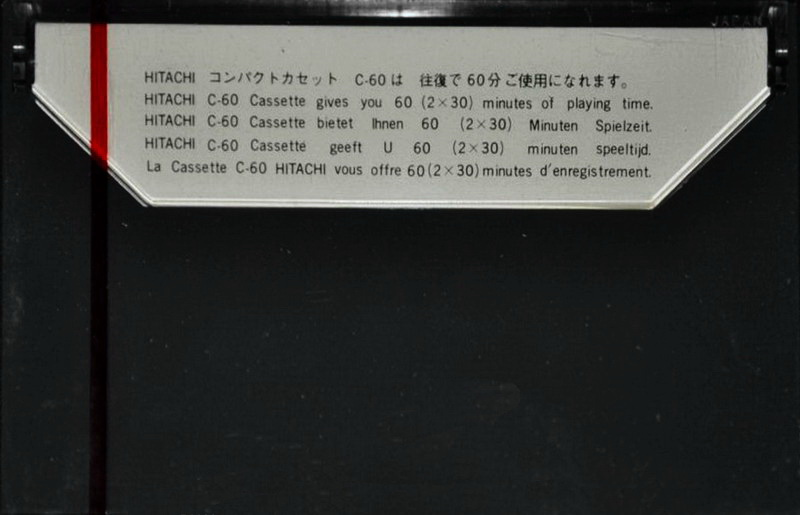 JAPAN
HITACHI コンパクトカセット C-60は 往復で60分ご使用になれます。
HITACHI C-60 Cassette gives you 60 (2×30) minutes of playing time.
HITACHI C-60 Cassette bietet Ihnen 60 (2×30) Minuten Spielzeit.
HITACHI C-60 Cassette geeft U 60 (2×30) minuten speeltijd.
La Cassette C-60 HITACHI vous offre 60(2×30)minutes d'enregistrement.